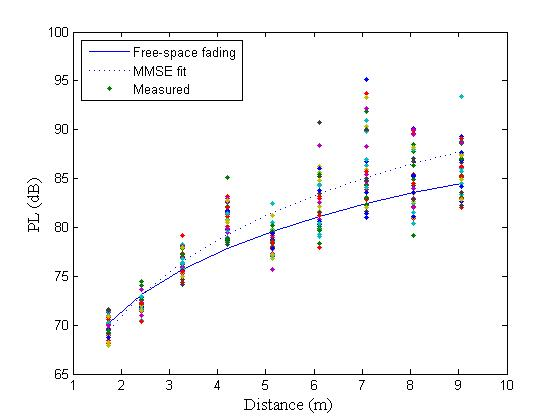 100
95
90
85
80
75
70
65
PL (dB)
Free-space fading
MMSE fit
Measured
1 2 3 4 5 6 7 8 9 10
Distance (m)